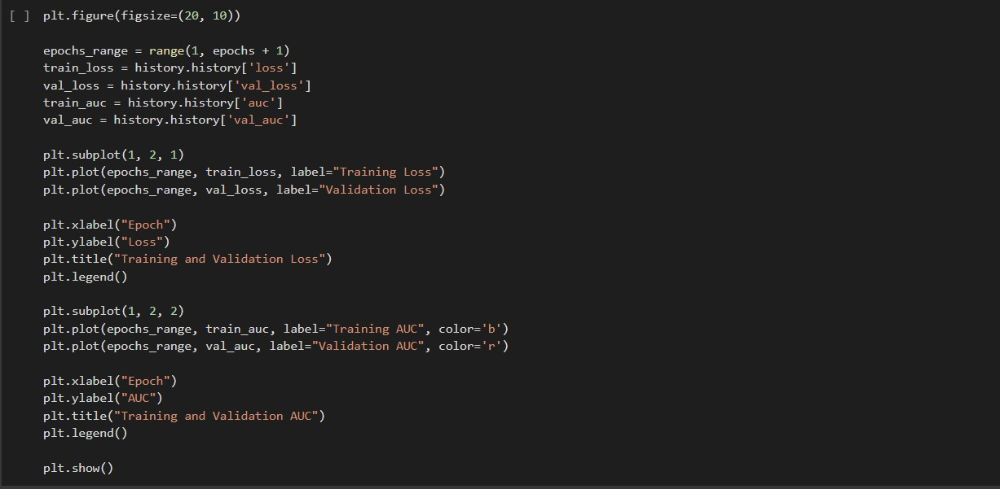 [ ] plt.figure(figsize=(20, 10))
epochs_range = range(1, epochs + 1)
train_loss = history.history['loss']
val_loss = history.history['val_loss']
train_auc = history.history['auc']
val_auc = history.history['val_auc']
plt.subplot(1, 2, 1)
plt.plot(epochs_range, train_loss, label="Training Loss")
plt.plot(epochs_range, val_loss, label="Validation Loss")
plt.xlabel("Epoch")
plt.ylabel("Loss")
plt.title("Training and Validation Loss")
plt.legend()
plt.subplot(1, 2, 2)
plt.plot(epochs_range, train_auc, label="Training AUC", color='b')
plt.plot(epochs_range, val_auc, label="Validation AUC", color='r')
plt.xlabel("Epoch")
plt.ylabel("AUC")
plt.title("Training and Validation AUC")
plt.legend()
plt.show()